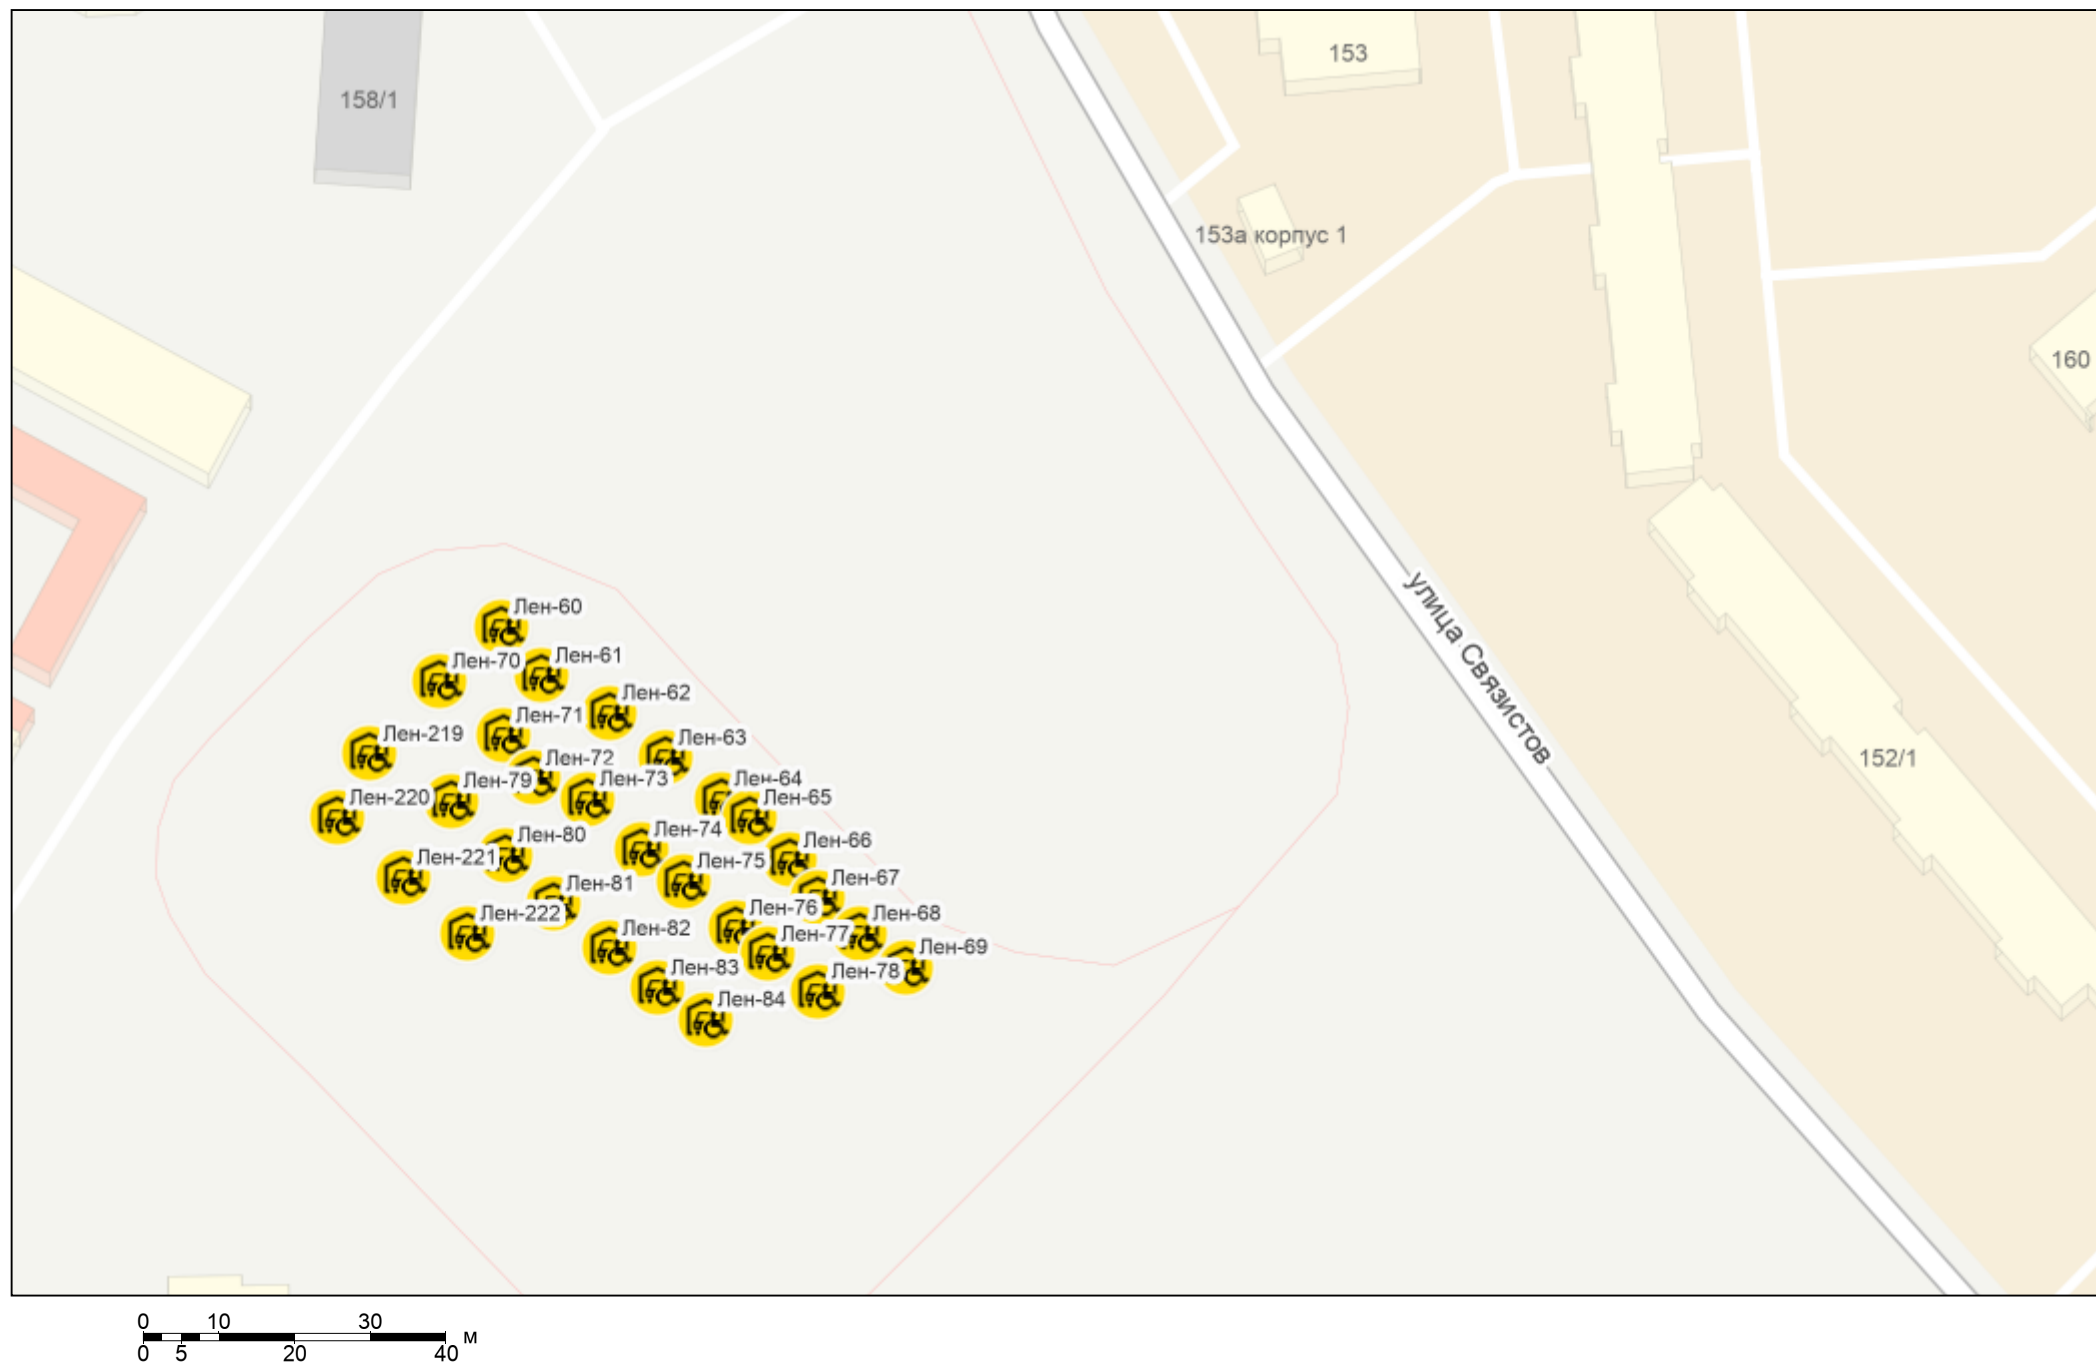 153
158/1
153а корпус 1
160
улица Связистов
Лен-60
Лен-61
Лен-70
Лен-62
Лен-71
Лен-219
Лен-63
Лен-72
Лен-73
Лен-64
Лен-79
Лен-220
Лен-65
152/1
Лен-74
Лен-80
Лен-66
Лен-221
Лен-75
Лен-67
Лен-81
Лен-76
Лен-222
Лен-68
Лен-82
Лен-77
Лен-69
Лен-83
Лен-78
Лен-84
0 10 30
м
0 5 20 40